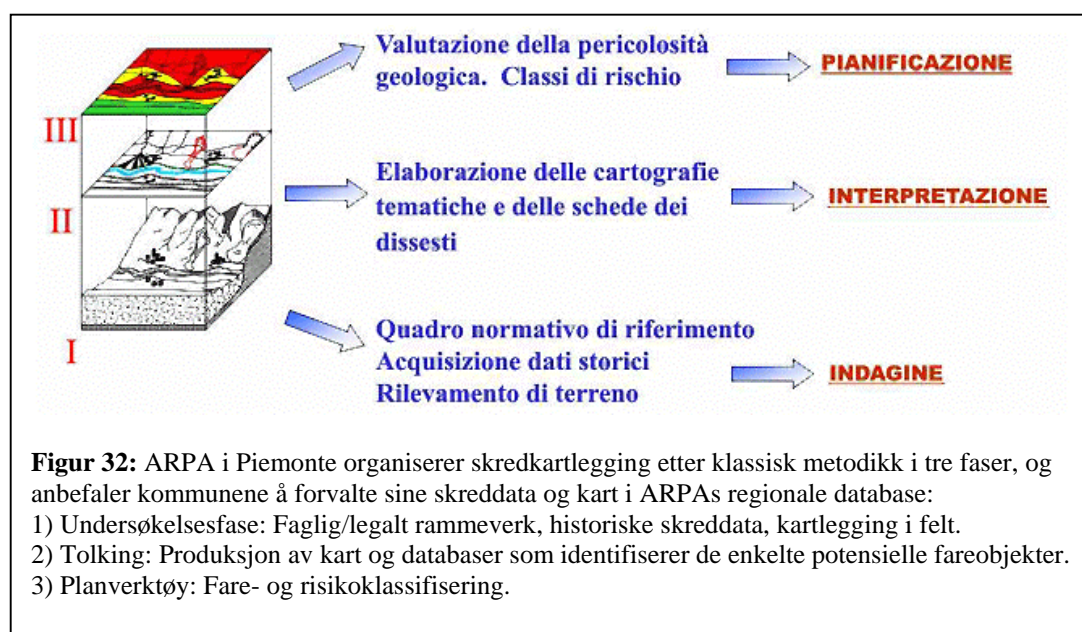 Valutazione della pericolosità
geologica. Classi di rischio
PIANIFICAZIONE
III
Elaborazione delle cartografie
tematiche e delle schede dei
dissesti
INTERPRETAZIONE
II
Quadro normativo di riferimento
Acquisizione dati storici
Rilevamento di terreno
INDAGINE
I
Figur 32: ARPA i Piemonte organiserer skredkartlegging etter klassisk metodikk i tre faser, og
anbefaler kommunene å forvalte sine skreddata og kart i ARPAs regionale database:
1) Undersøkelsesfase: Faglig/legalt rammeverk, historiske skreddata, kartlegging i felt.
2) Tolking: Produksjon av kart og databaser som identifiserer de enkelte potensielle fareobjekter.
3) Planverktøy: Fare- og risikoklassifisering.